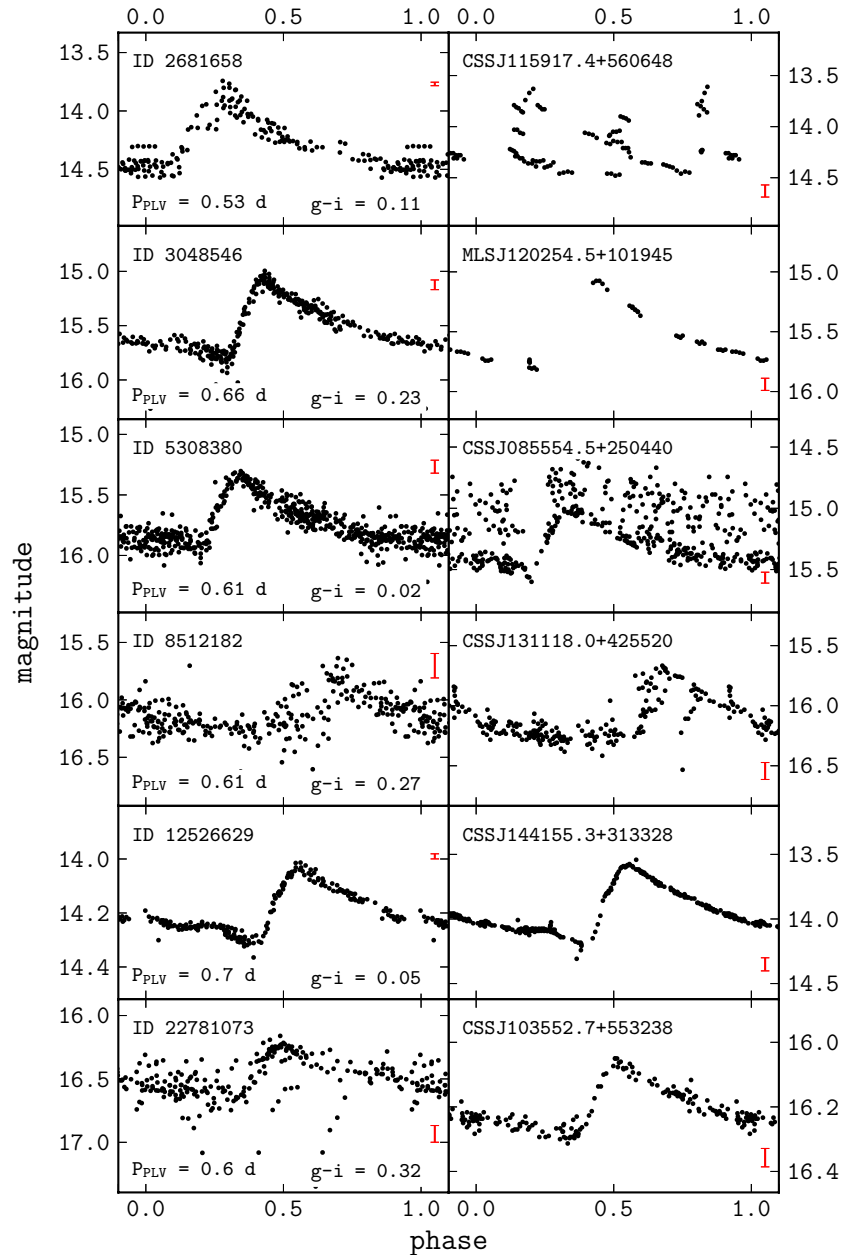 0.0 0.5 1.0 0.0 0.5 1.0
ID 2681658
CSSJ115917.4+560648
13.5
14.0
14.5
13.5
14.0
14.5
P_PLV = 0.53 d g-i = 0.11
ID 3048546
MLSJ120254.5+101945
15.0
15.5
16.0
15.0
15.5
16.0
P_PLV = 0.66 d g-i = 0.23
ID 5308380
CSSJ085554.5+250440
15.0
15.5
16.0
14.5
15.0
15.5
P_PLV = 0.61 d g-i = 0.02
magnitude
ID 8512182
CSSJ131118.0+425520
15.5
16.0
16.5
15.5
16.0
16.5
P_PLV = 0.61 d g-i = 0.27
ID 12526629
CSSJ144155.3+313328
14.0
14.2
14.4
13.5
14.0
14.5
P_PLV = 0.7 d g-i = 0.05
ID 22781073
CSSJ103552.7+553238
16.0
16.5
17.0
16.0
16.2
16.4
P_PLV = 0.6 d g-i = 0.32
0.0 0.5 1.0 0.0 0.5 1.0
phase